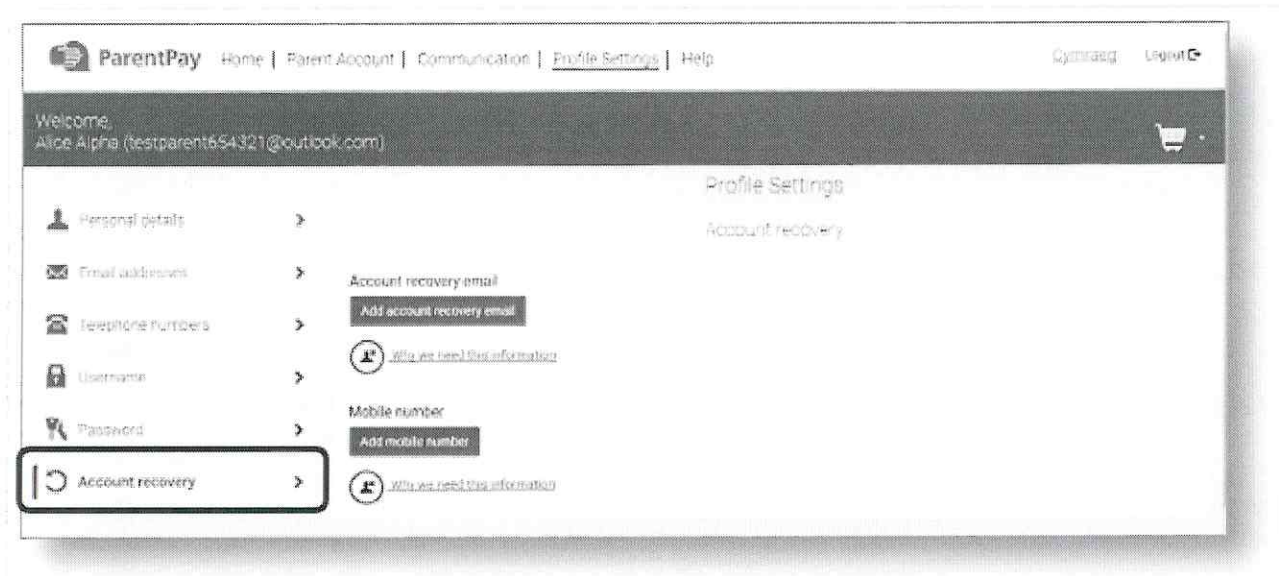 ParentPay Home | Parent Account | Communication | Profile Settings | Help Cymraeg Logout
Welcome,
Alice Alpha (testparent654321@outlook.com)
Profile Settings
Account recovery
Personal details
Email addresses
Telephone numbers
Username
Password
Account recovery
Account recovery email
Add account recovery email
Why we need this information
Mobile number
Add mobile number
Why we need this information